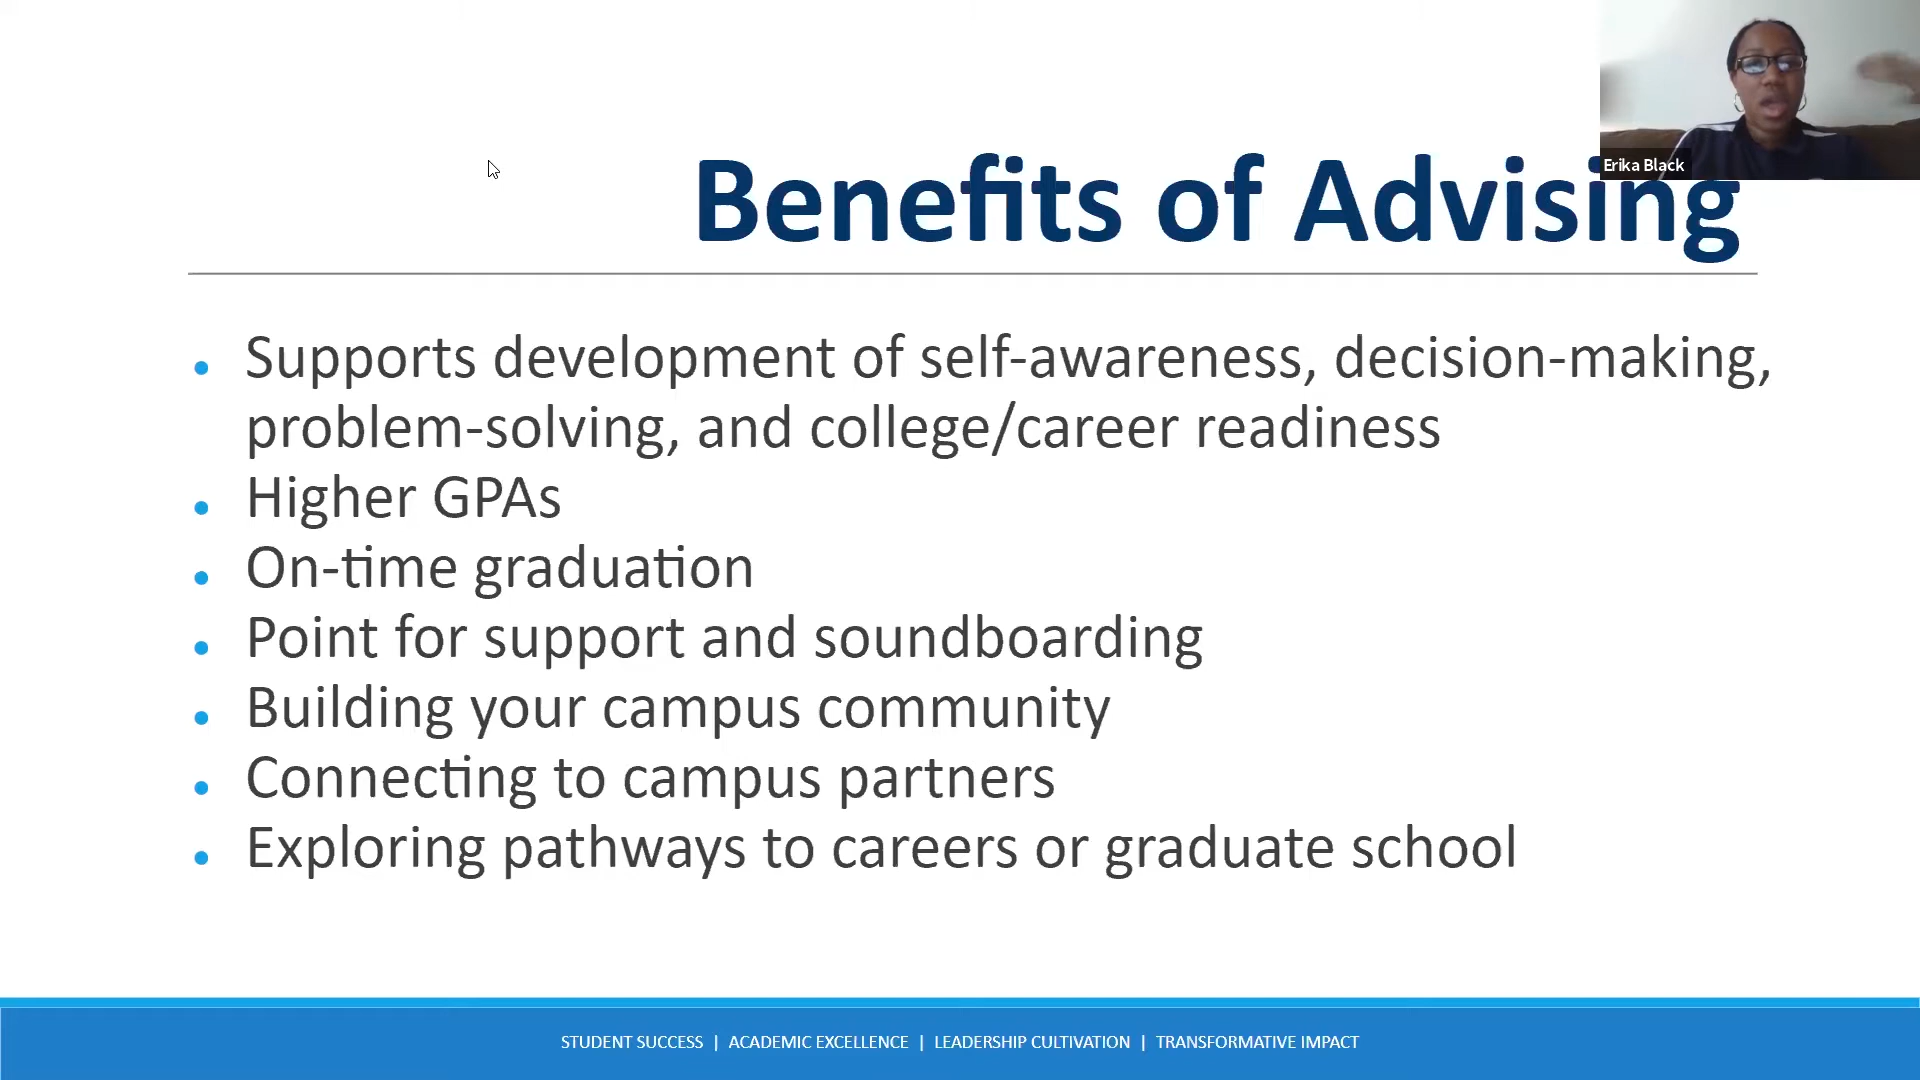 Erika Black
Benefits of Advising
• Supports development of self-awareness, decision-making,
problem-solving, and college/career readiness
• Higher GPAs
• On-time graduation
• Point for support and soundboarding
• Building your campus community
• Connecting to campus partners
• Exploring pathways to careers or graduate school
STUDENT SUCCESS | ACADEMIC EXCELLENCE | LEADERSHIP CULTIVATION | TRANSFORMATIVE IMPACT